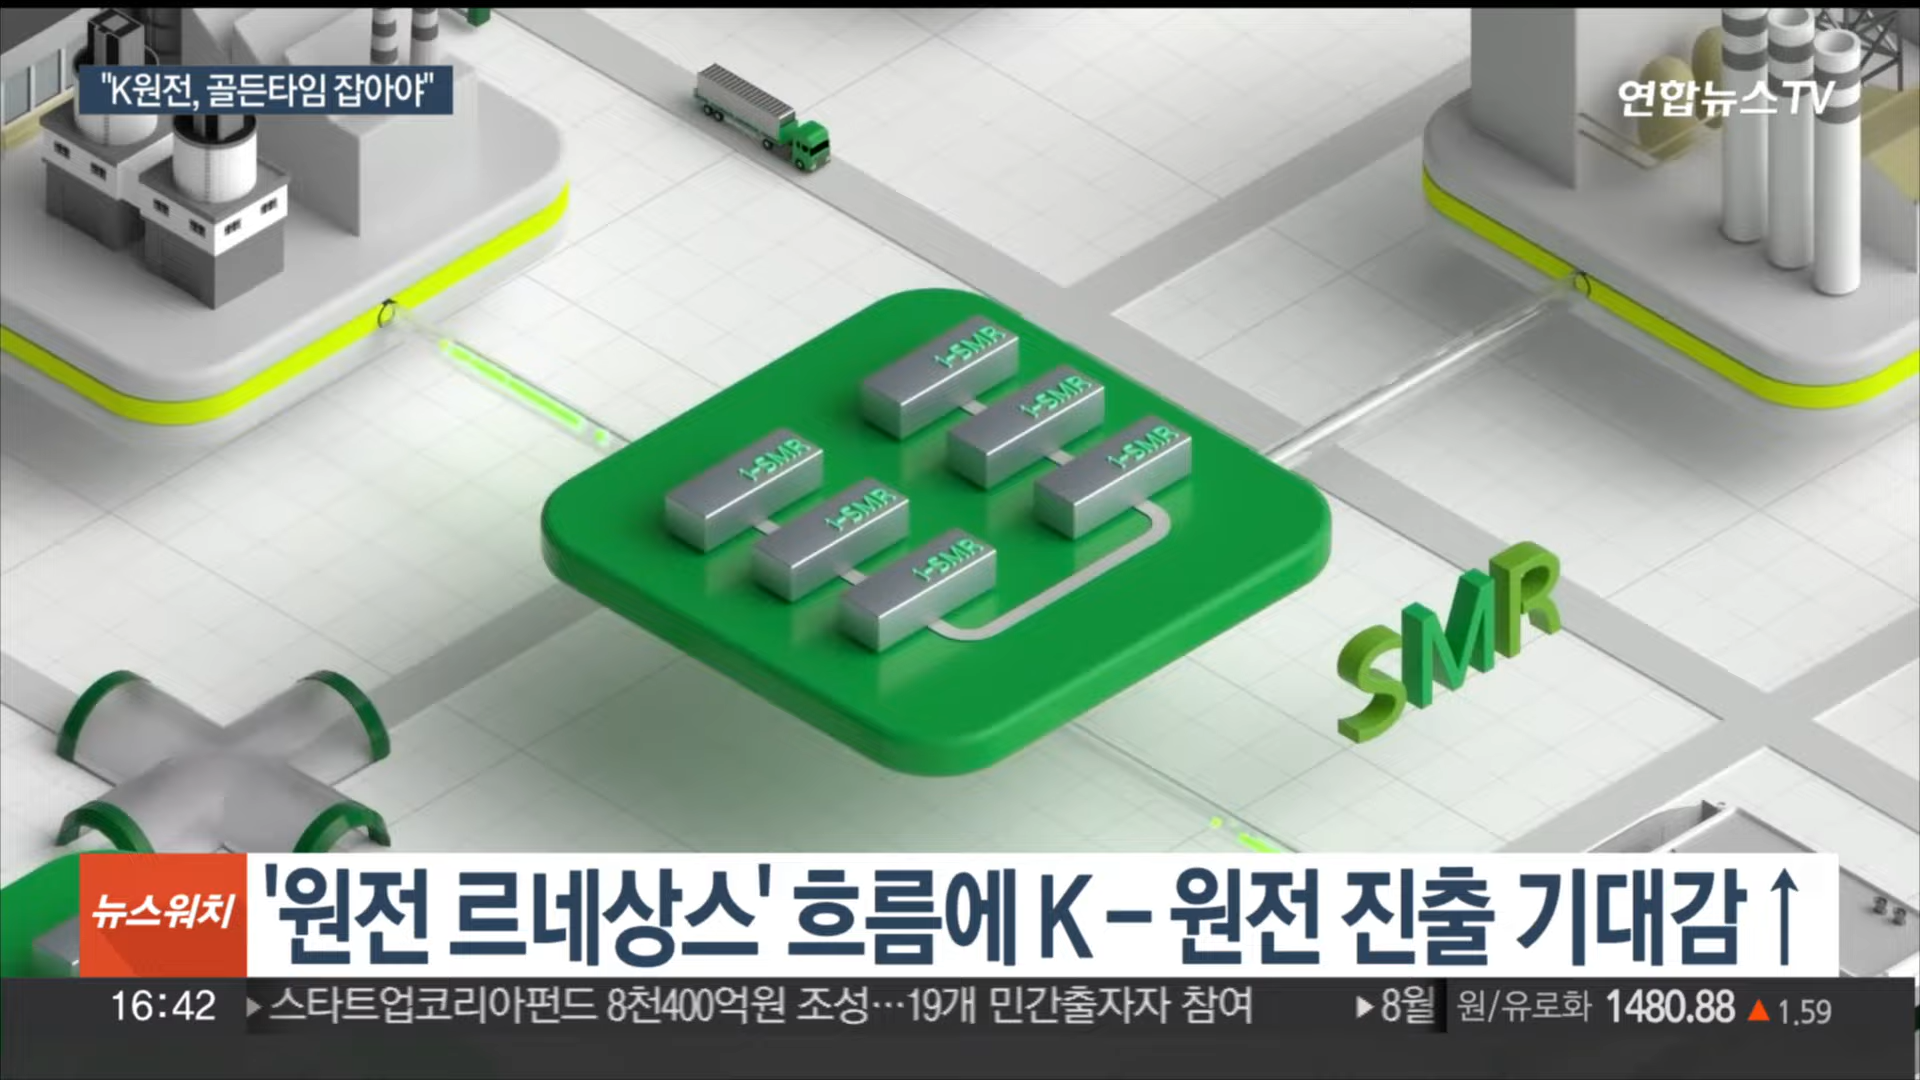 "K원전, 골든타임 잡아야"
연합뉴스TV
i-SMR
i-SMR
i-SMR
i-SMR
i-SMR
i-SMR
SMR
뉴스워치
'원전 르네상스' 흐름에 K-원전 진출 기대감↑
16:42 ▶스타트업코리아펀드 8천400억원 조성…19개 민간출자자 참여 ▶8월 원/유로화 1480.88 ▲1.59